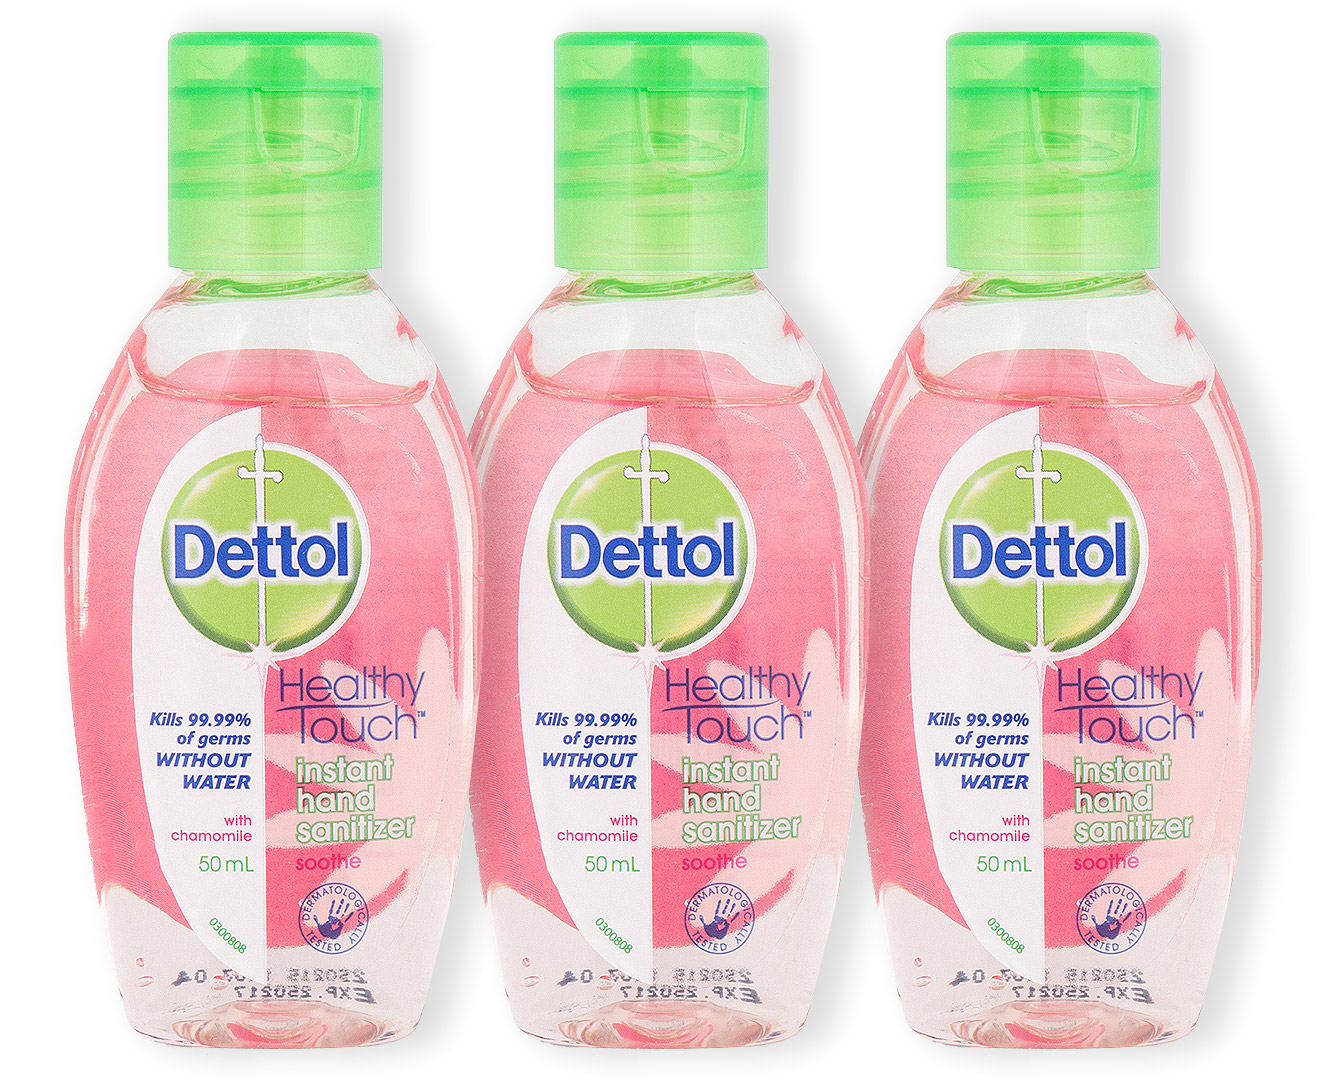 Dettol
Healthy
Touch™
Kills 99.99%
of germs
WITHOUT
WATER
instant
hand
sanitizer
with
chamomile
soothe
50 mL
DERMATOLOGICALLY
TESTED
0300808
EXP. 250217
Dettol
Healthy
Touch™
Kills 99.99%
of germs
WITHOUT
WATER
instant
hand
sanitizer
with
chamomile
soothe
50 mL
DERMATOLOGICALLY
TESTED
0300808
EXP. 250217
Dettol
Healthy
Touch™
Kills 99.99%
of germs
WITHOUT
WATER
instant
hand
sanitizer
with
chamomile
soothe
50 mL
DERMATOLOGICALLY
TESTED
0300808
EXP. 250217